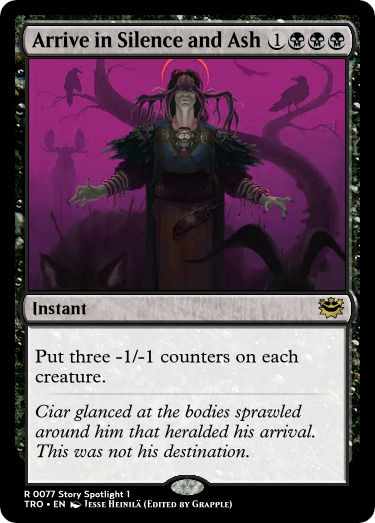 Arrive in Silence and Ash 1
Instant
Put three -1/-1 counters on each
creature.
Ciar glanced at the bodies sprawled
around him that heralded his arrival.
This was not his destination.
R 0077 Story Spotlight 1
TRO • EN Jesse Heinilä (Edited by Grapple)